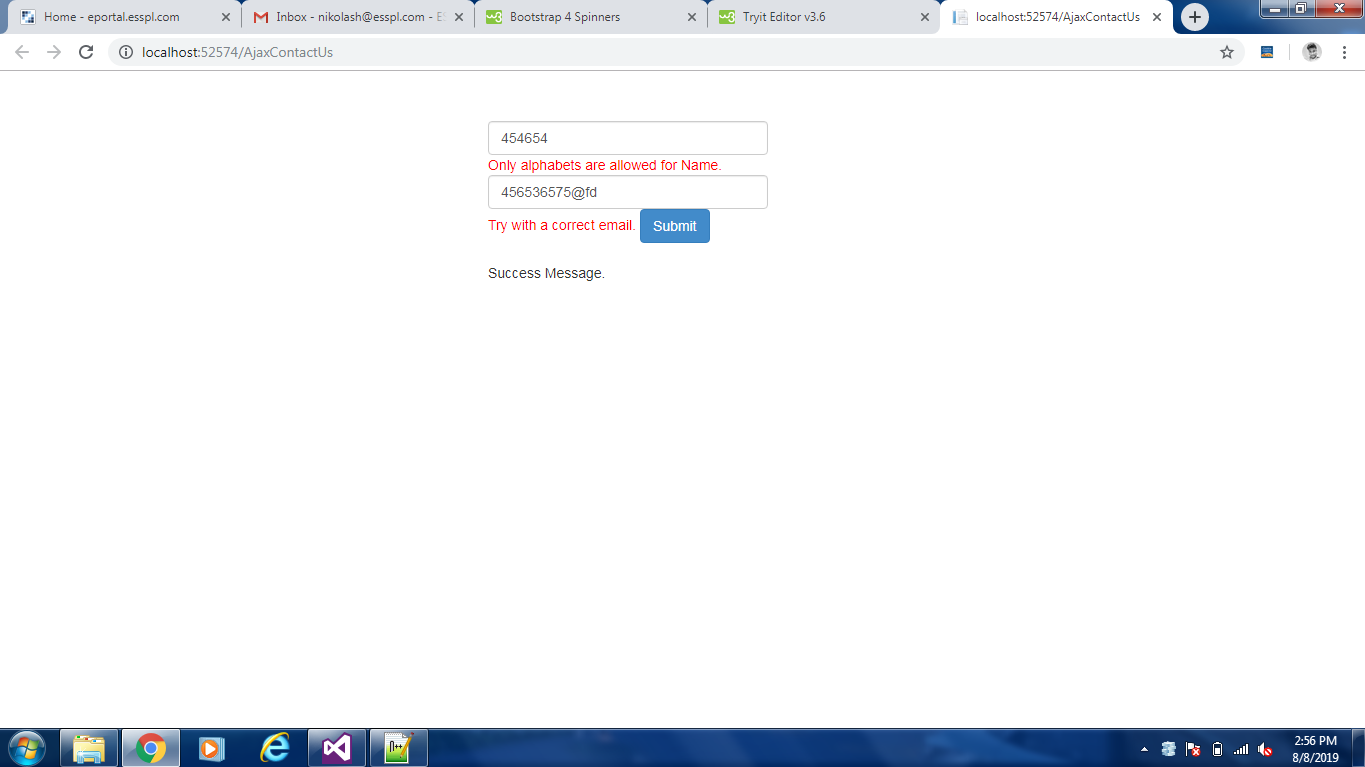 Home - eportal.esspl.com
Inbox - nikolash@esspl.com - ES
Bootstrap 4 Spinners
Tryit Editor v3.6
localhost:52574/AjaxContactUs
localhost:52574/AjaxContactUs
454654
Only alphabets are allowed for Name.
456536575@fd
Try with a correct email. Submit
Success Message.
2:56 PM
8/8/2019